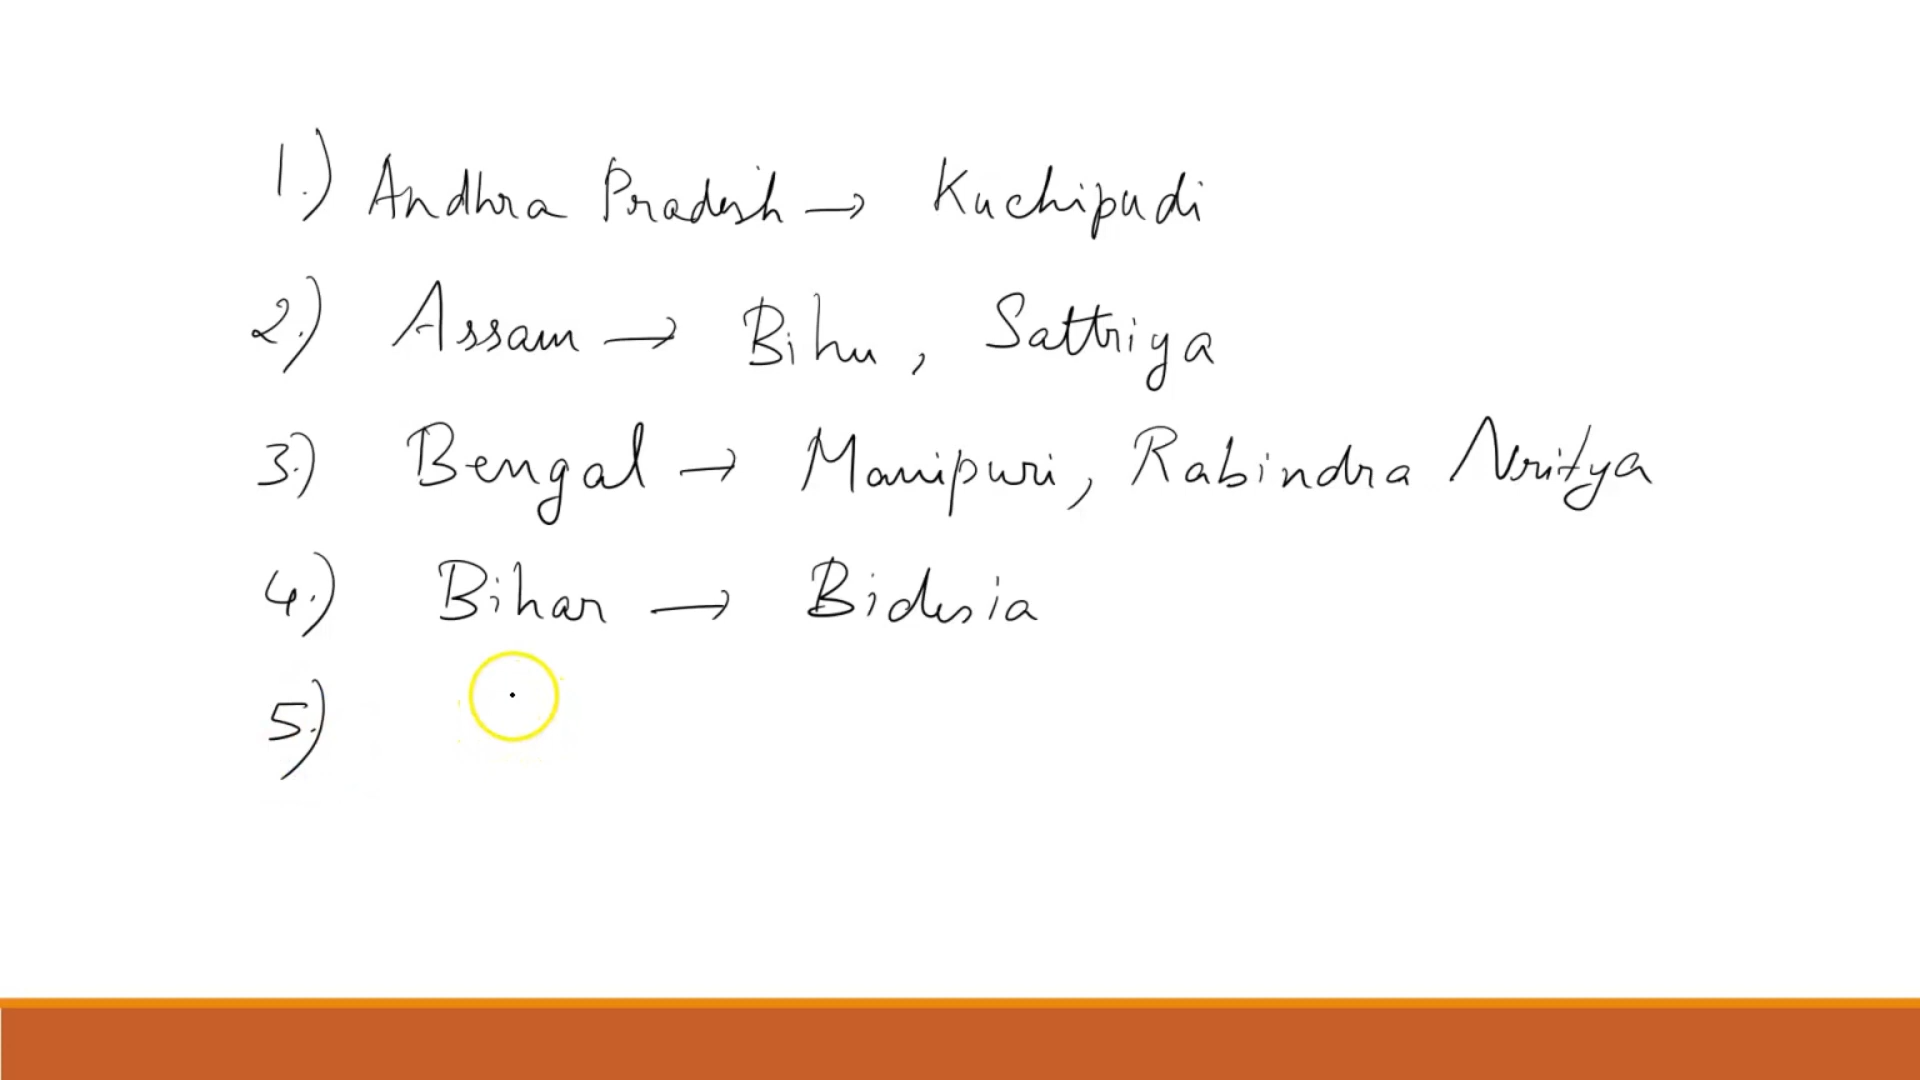 1.) Andhra Pradesh → Kuchipudi
2.) Assam → Bihu, Sattriya
3.) Bengal → Manipuri, Rabindra Nritya
4.) Bihar → Bidesia
5.)